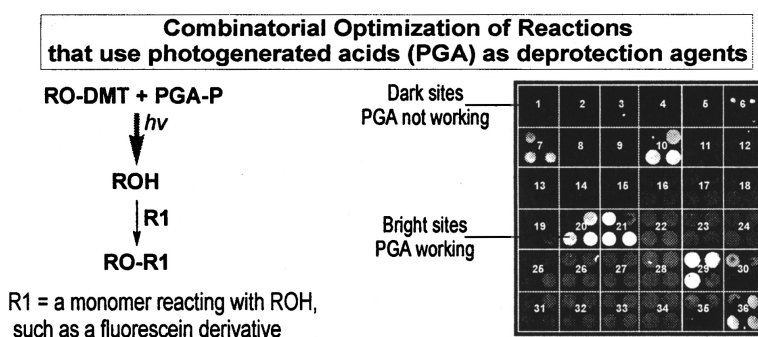 Combinatorial Optimization of Reactions
that use photogenerated acids (PGA) as deprotection agents
RO-DMT + PGA-P
hν
ROH
R1
RO-R1
R1 = a monomer reacting with ROH,
such as a fluorescein derivative
Dark sites
PGA not working
Bright sites
PGA working
1 2 3 4 5 6
7 8 9 10 11 12
13 14 15 16 17 18
19 20 21 22 23 24
25 26 27 28 29 30
31 32 33 34 35 36